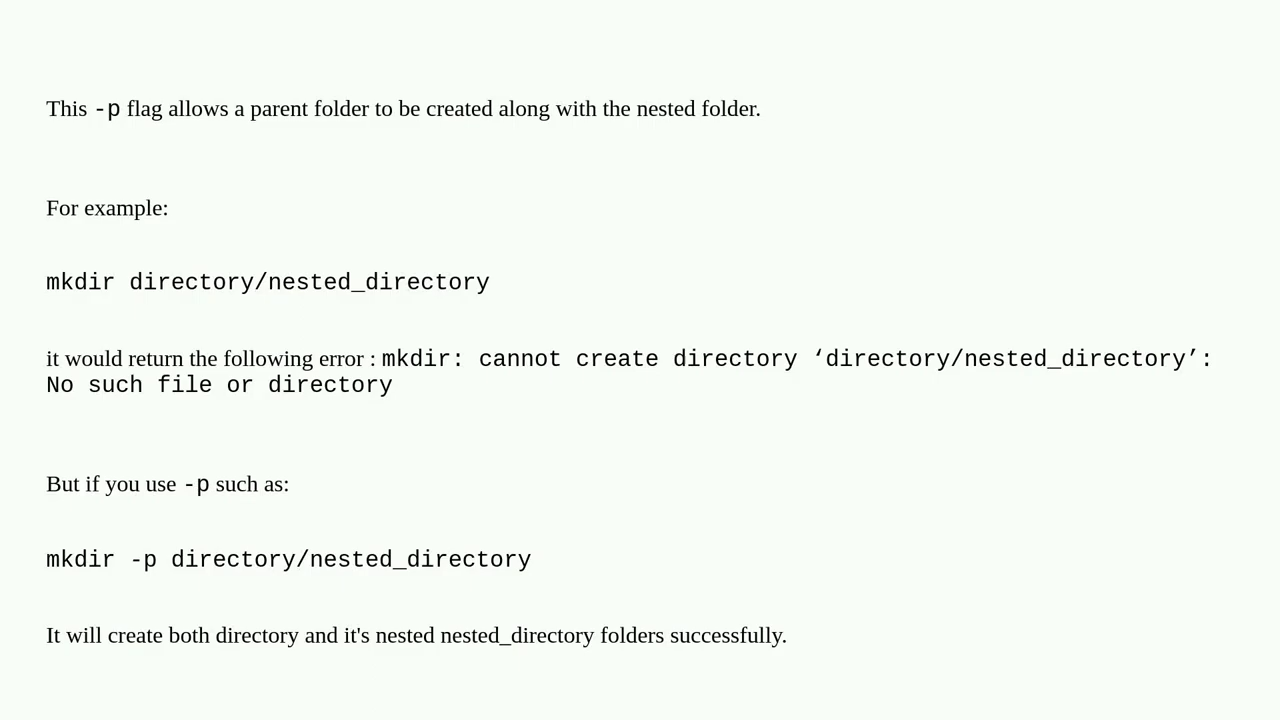 This -p flag allows a parent folder to be created along with the nested folder.
For example:
mkdir directory/nested_directory
it would return the following error : mkdir: cannot create directory ‘directory/nested_directory’:
No such file or directory
But if you use -p such as:
mkdir -p directory/nested_directory
It will create both directory and it's nested nested_directory folders successfully.